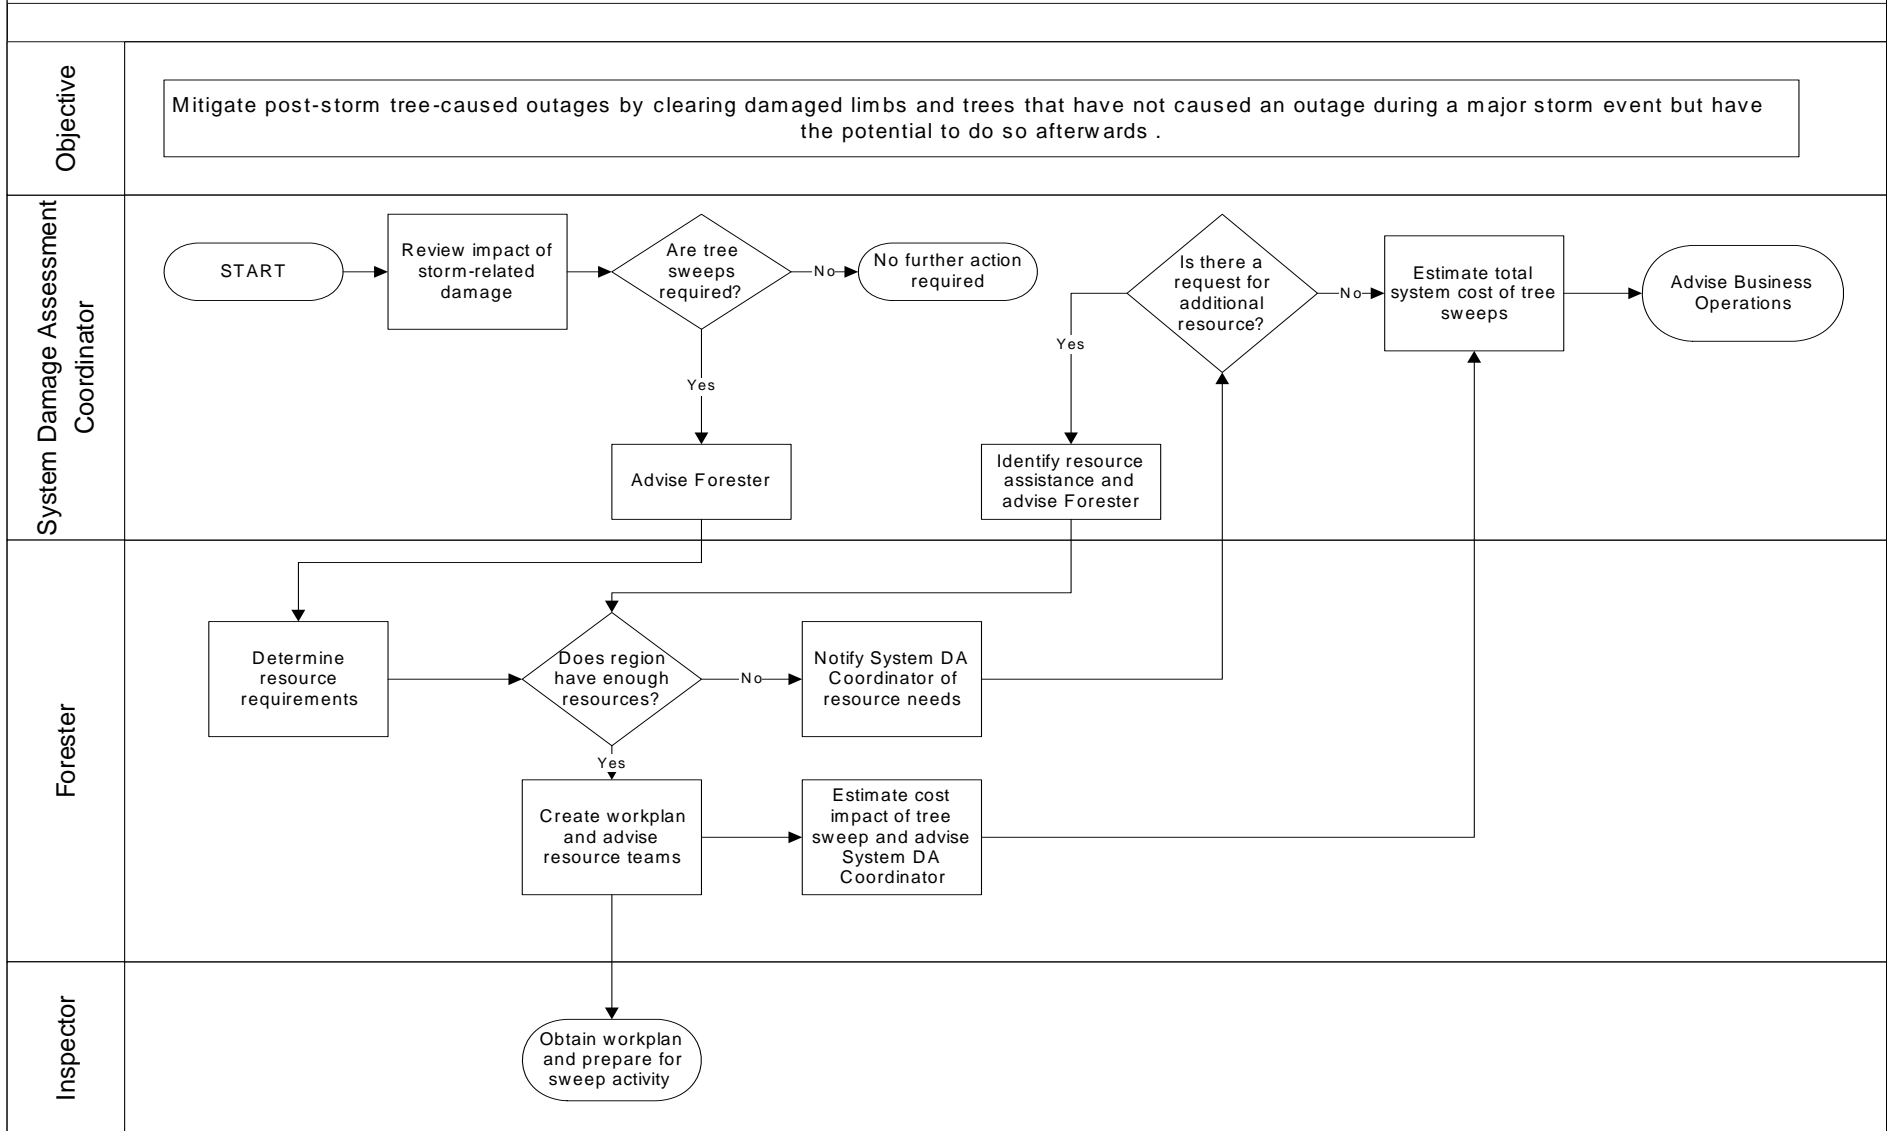 Objective
Mitigate post-storm tree-caused outages by clearing damaged limbs and trees that have not caused an outage during a major storm event but have
the potential to do so afterwards .
System Damage Assessment
Coordinator
START
Review impact of
storm-related
damage
Are tree
sweeps
required?
No
No further action
required
Yes
Advise Forester
Is there a
request for
additional
resource?
Yes
No
Identify resource
assistance and
advise Forester
Estimate total
system cost of tree
sweeps
Advise Business
Operations
Forester
Determine
resource
requirements
Does region
have enough
resources?
No
Notify System DA
Coordinator of
resource needs
Yes
Create workplan
and advise
resource teams
Estimate cost
impact of tree
sweep and advise
System DA
Coordinator
Inspector
Obtain workplan
and prepare for
sweep activity